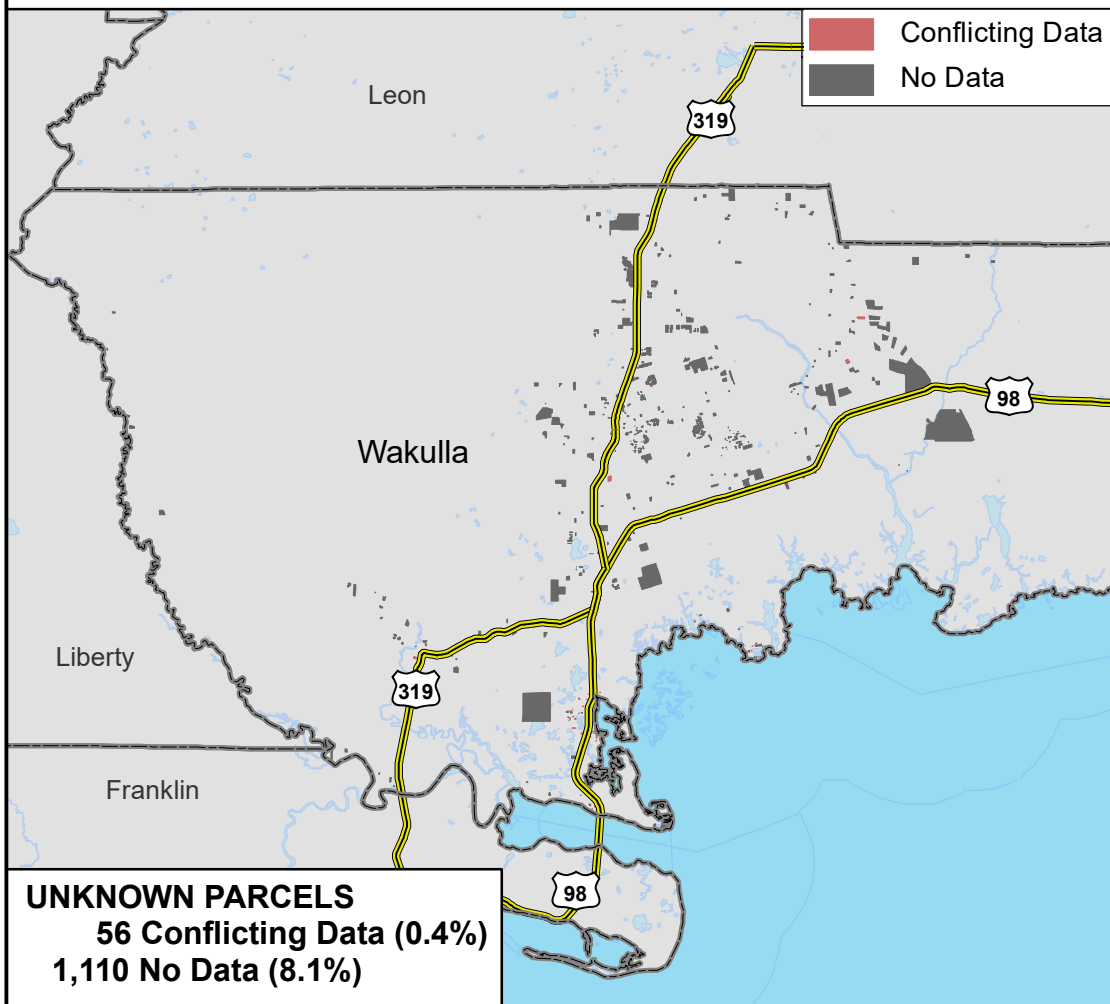 Conflicting Data
No Data
Leon
319
98
Wakulla
Liberty
319
Franklin
98
UNKNOWN PARCELS
56 Conflicting Data (0.4%)
1,110 No Data (8.1%)